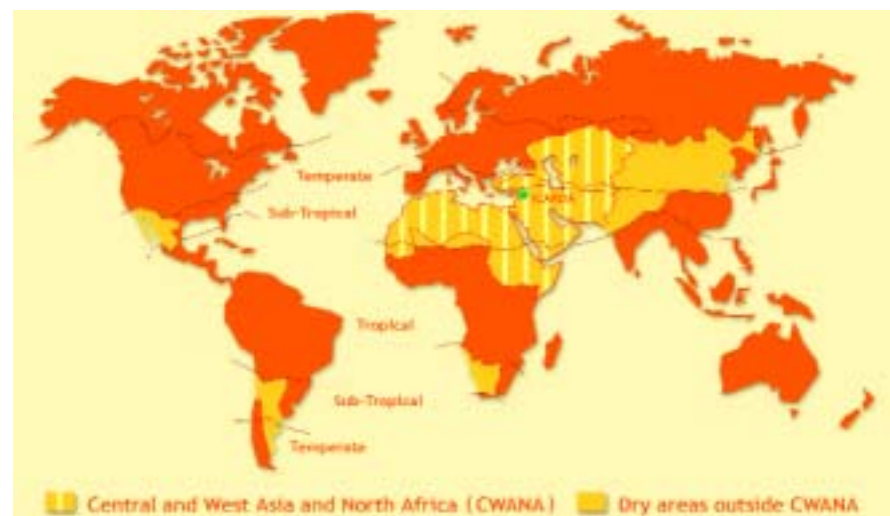 Temperate
Sub-Tropical
ICARDA
Tropical
Sub-Tropical
Temperate
Central and West Asia and North Africa (CWANA)
Dry areas outside CWANA